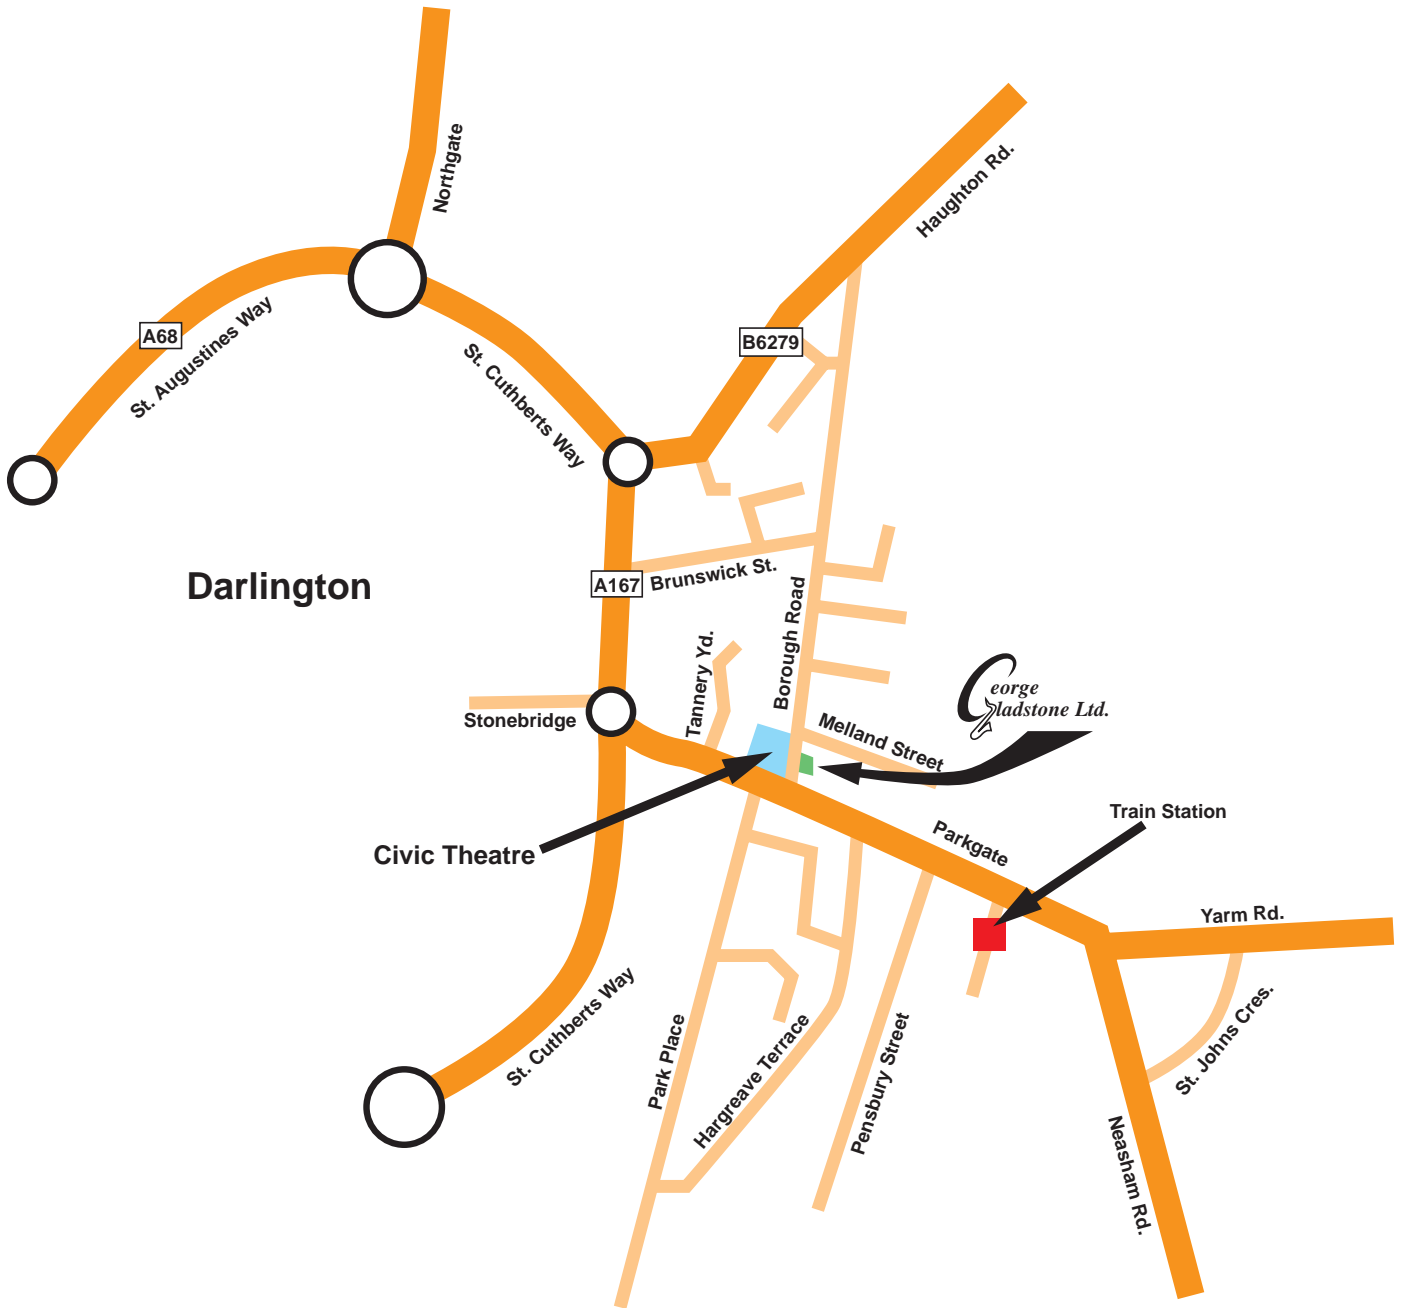 Northgate
Haughton Rd.
A68
St. Augustines Way
B6279
St. Cuthberts Way
Darlington
A167
Brunswick St.
Borough Road
Tannery Yd.
Stonebridge
George
Gladstone Ltd.
Melland Street
Train Station
Parkgate
Civic Theatre
Yarm Rd.
St. Cuthberts Way
St. Johns Cres.
Park Place
Hargreave Terrace
Pensbury Street
Neasham Rd.